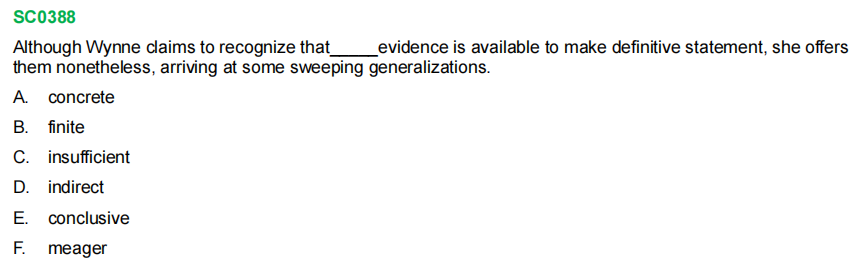 SC0388
Although Wynne claims to recognize that_____evidence is available to make definitive statement, she offers
them nonetheless, arriving at some sweeping generalizations.
A. concrete
B. finite
C. insufficient
D. indirect
E. conclusive
F. meager